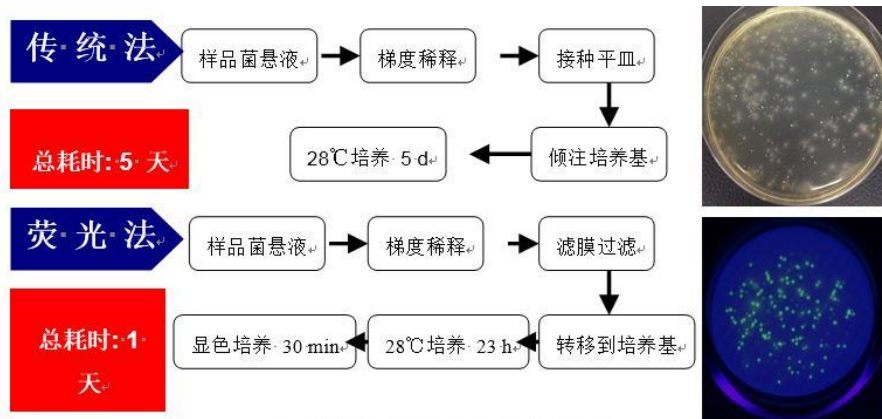 传统法
样品菌悬液
梯度稀释
接种平皿
倾注培养基
28℃培养 5 d
总耗时: 5 天
荧光法
样品菌悬液
梯度稀释
滤膜过滤
转移到培养基
28℃培养 23 h
显色培养 30 min
总耗时: 1
天